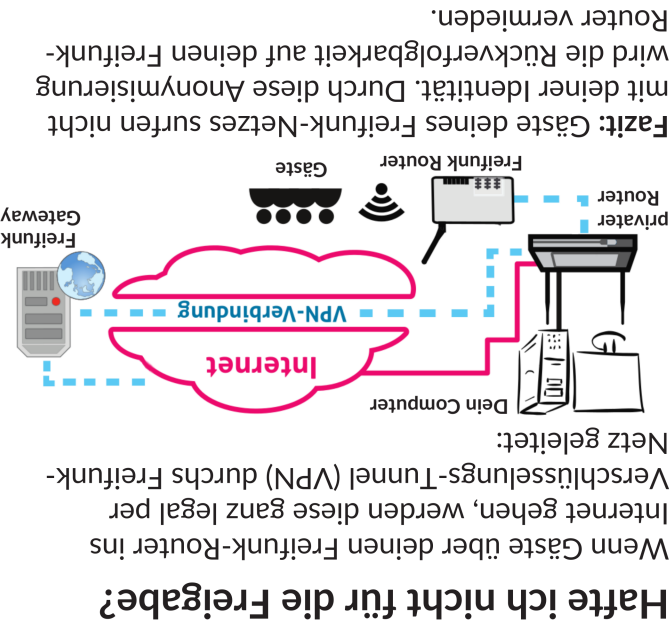 Hafte ich nicht für die Freigabe?
Wenn Gäste über deinen Freifunk-Router ins
Internet gehen, werden diese ganz legal per
Verschlüsselungs-Tunnel (VPN) durchs Freifunk-
Netz geleitet:
Dein Computer
Internet
VPN-Verbindung
privater
Router
Freifunk Router
Gäste
Freifunk
Gateway
Fazit: Gäste deines Freifunk-Netzes surfen nicht
mit deiner Identität. Durch diese Anonymisierung
wird die Rückverfolgbarkeit auf deinen Freifunk-
Router vermieden.